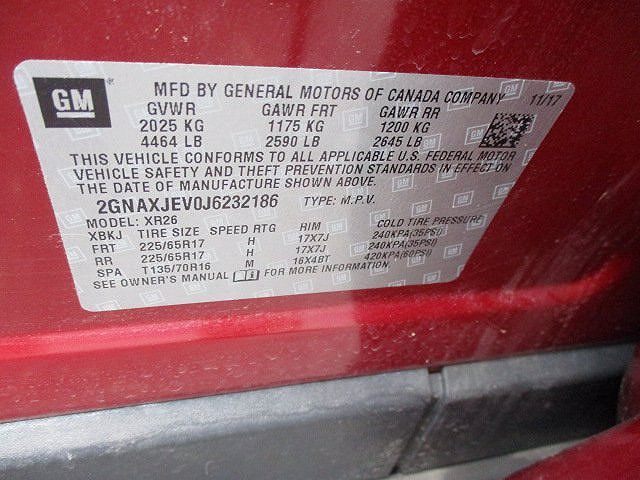 GM
MFD BY GENERAL MOTORS OF CANADA COMPANY 11/17
GVWR GAWR FRT GAWR RR
2025 KG 1175 KG 1200 KG
4464 LB 2590 LB 2645 LB
THIS VEHICLE CONFORMS TO ALL APPLICABLE U.S. FEDERAL MOTOR
VEHICLE SAFETY AND THEFT PREVENTION STANDARDS IN EFFECT ON
THE DATE OF MANUFACTURE SHOWN ABOVE.
2GNAXJEV0J6232186 TYPE: M.P.V.
MODEL: XR26
XBKJ TIRE SIZE SPEED RTG RIM COLD TIRE PRESSURE
FRT 225/65R17 H 17X7J 240KPA(35PSI)
RR 225/65R17 H 17X7J 240KPA(35PSI)
SPA T135/70R16 M 16X4BT 420KPA(60PSI)
SEE OWNER'S MANUAL FOR MORE INFORMATION.